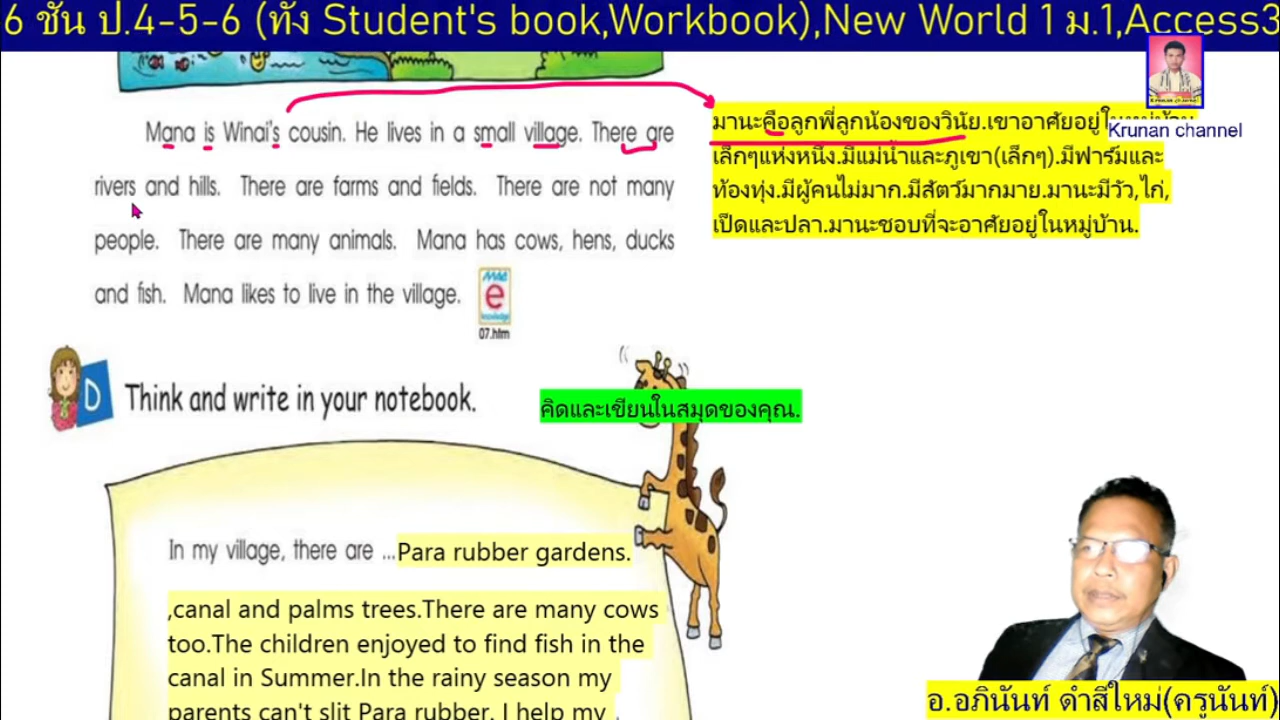 6 ชั้น ป.4-5-6 (ทั้ง Student's book,Workbook),New World 1 ม.1,Access3
Mana is Winai's cousin. He lives in a small village. There are
rivers and hills. There are farms and fields. There are not many
people. There are many animals. Mana has cows, hens, ducks
and fish. Mana likes to live in the village.
e
07.htm
มานะคือลูกพี่ลูกน้องของวินัย.เขาอาศัยอยู่ใน
Krunan channel
เล็กๆแห่งหนึ่ง.มีแม่น้ำและภูเขา(เล็กๆ).มีฟาร์มและ
ท้องทุ่ง.มีผู้คนไม่มาก.มีสัตว์มากมาย.มานะมีวัว,ไก่,
เป็ดและปลา.มานะชอบที่จะอาศัยอยู่ในหมู่บ้าน.
D Think and write in your notebook.
คิดและเขียนในสมุดของคุณ.
In my village, there are ...Para rubber gardens.
,canal and palms trees.There are many cows
too.The children enjoyed to find fish in the
canal in Summer.In the rainy season my
parents can't slit Para rubber. I help my
อ.อภินันท์ ดำสีใหม่(ครูนันท์)